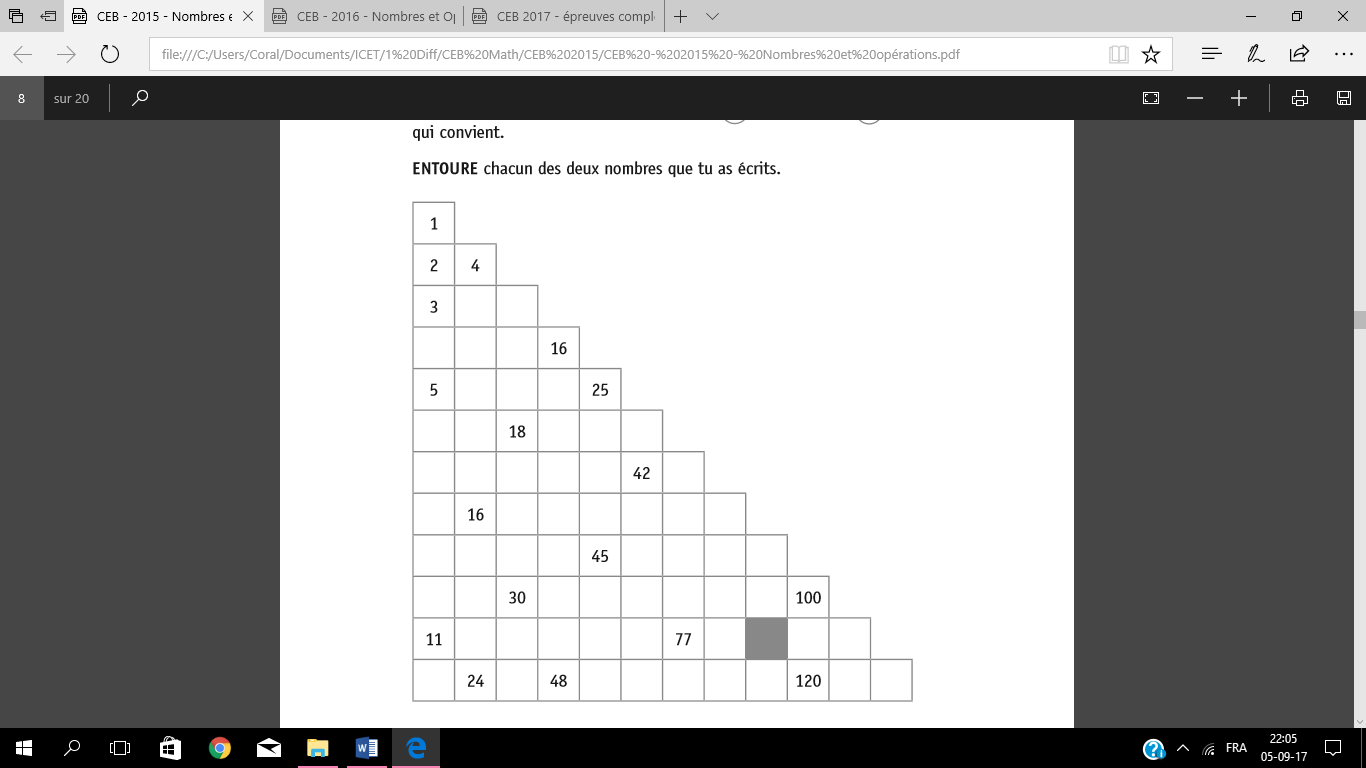 CEB - 2015 - Nombres e
CEB - 2016 - Nombres et Op
CEB 2017 - épreuves compl
file:///C:/Users/Coral/Documents/ICET/1%20Diff/CEB%20Math/CEB%202015/CEB%20-%202015%20-%20Nombres%20et%20opérations.pdf
8 sur 20
qui convient.
ENTOURE chacun des deux nombres que tu as écrits.
1
2 4
3
16
5 25
18
42
16
45
30 100
11 77
24 48 120
FRA
22:05
05-09-17